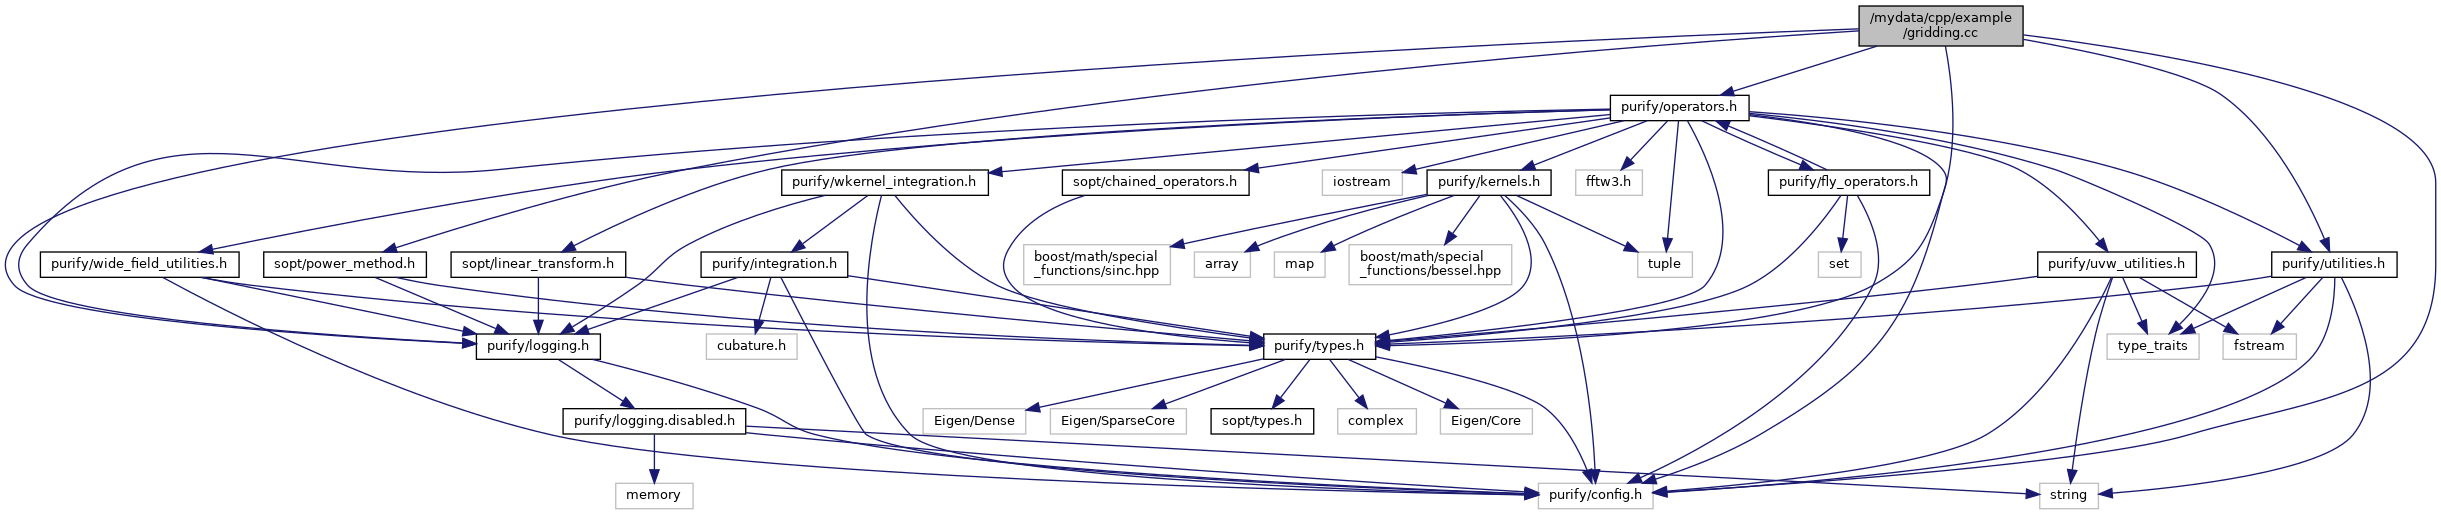 /mydata/cpp/example
/gridding.cc
purify/operators.h
purify/wkernel_integration.h
sopt/chained_operators.h
iostream
purify/kernels.h
fftw3.h
purify/fly_operators.h
purify/wide_field_utilities.h
sopt/power_method.h
sopt/linear_transform.h
purify/integration.h
boost/math/special
_functions/sinc.hpp
array
map
boost/math/special
_functions/bessel.hpp
tuple
set
purify/uvw_utilities.h
purify/utilities.h
purify/logging.h
cubature.h
purify/types.h
type_traits
fstream
purify/logging.disabled.h
Eigen/Dense
Eigen/SparseCore
sopt/types.h
complex
Eigen/Core
memory
purify/config.h
string